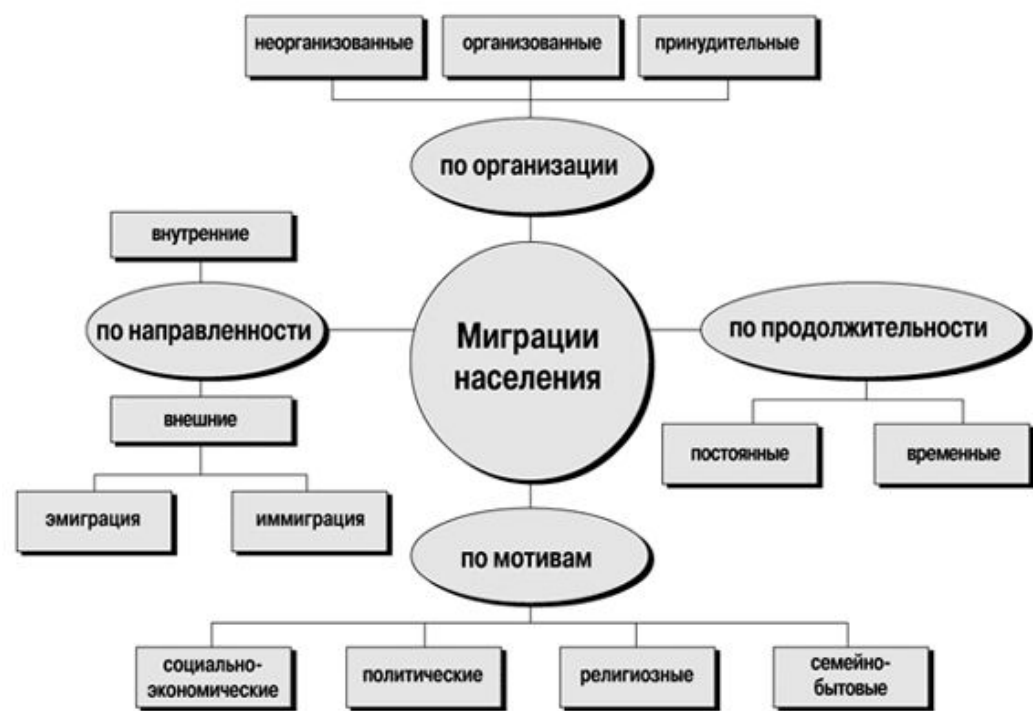 неорганизованные
организованные
принудительные
по организации
внутренние
по направленности
Миграции
населения
по продолжительности
внешние
постоянные
временные
эмиграция
иммиграция
по мотивам
социально-
экономические
политические
религиозные
семейно-
бытовые